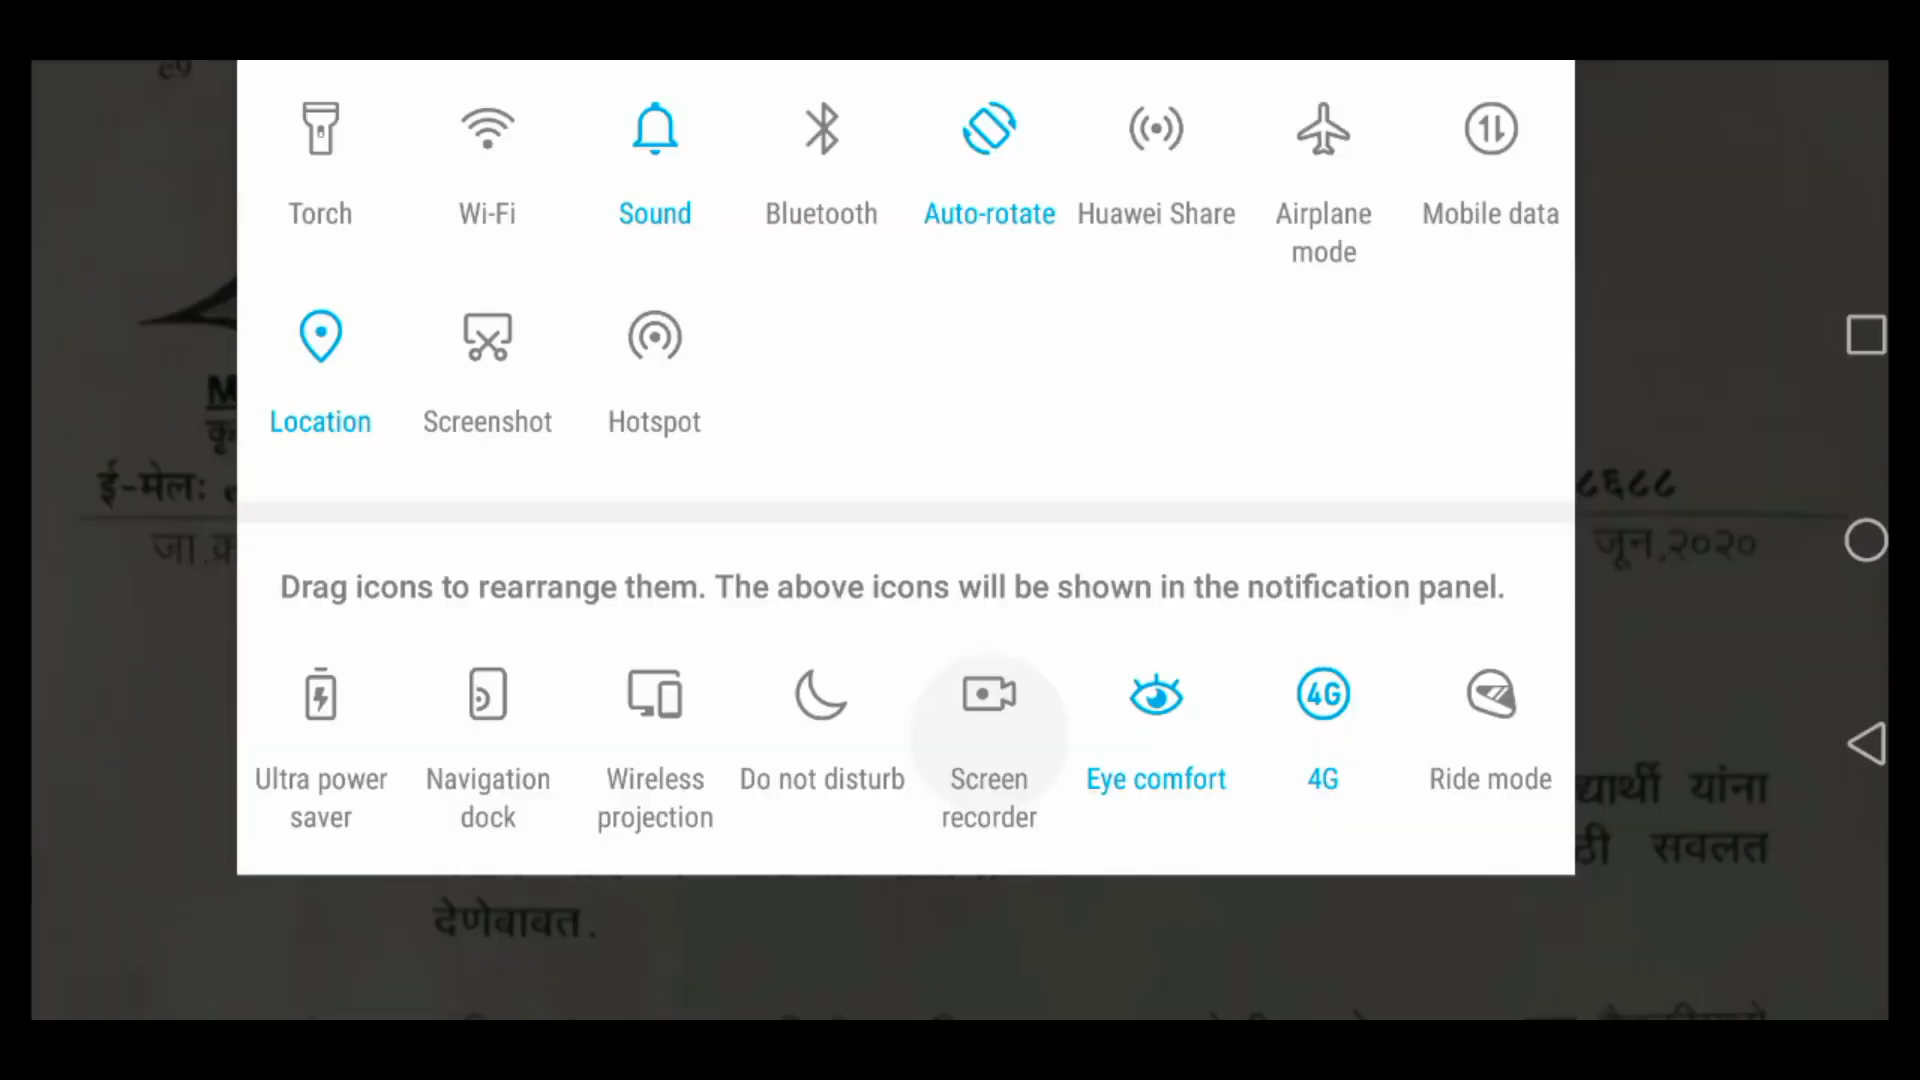 Torch Wi-Fi Sound Bluetooth Auto-rotate Huawei Share Airplane mode Mobile data
Location Screenshot Hotspot
ई-मेलः ८६८८
जा.क्र जून,२०२०
Drag icons to rearrange them. The above icons will be shown in the notification panel.
4G
Ultra power saver Navigation dock Wireless projection Do not disturb Screen recorder Eye comfort 4G Ride mode
यांना
सवलत
देणेबाबत.